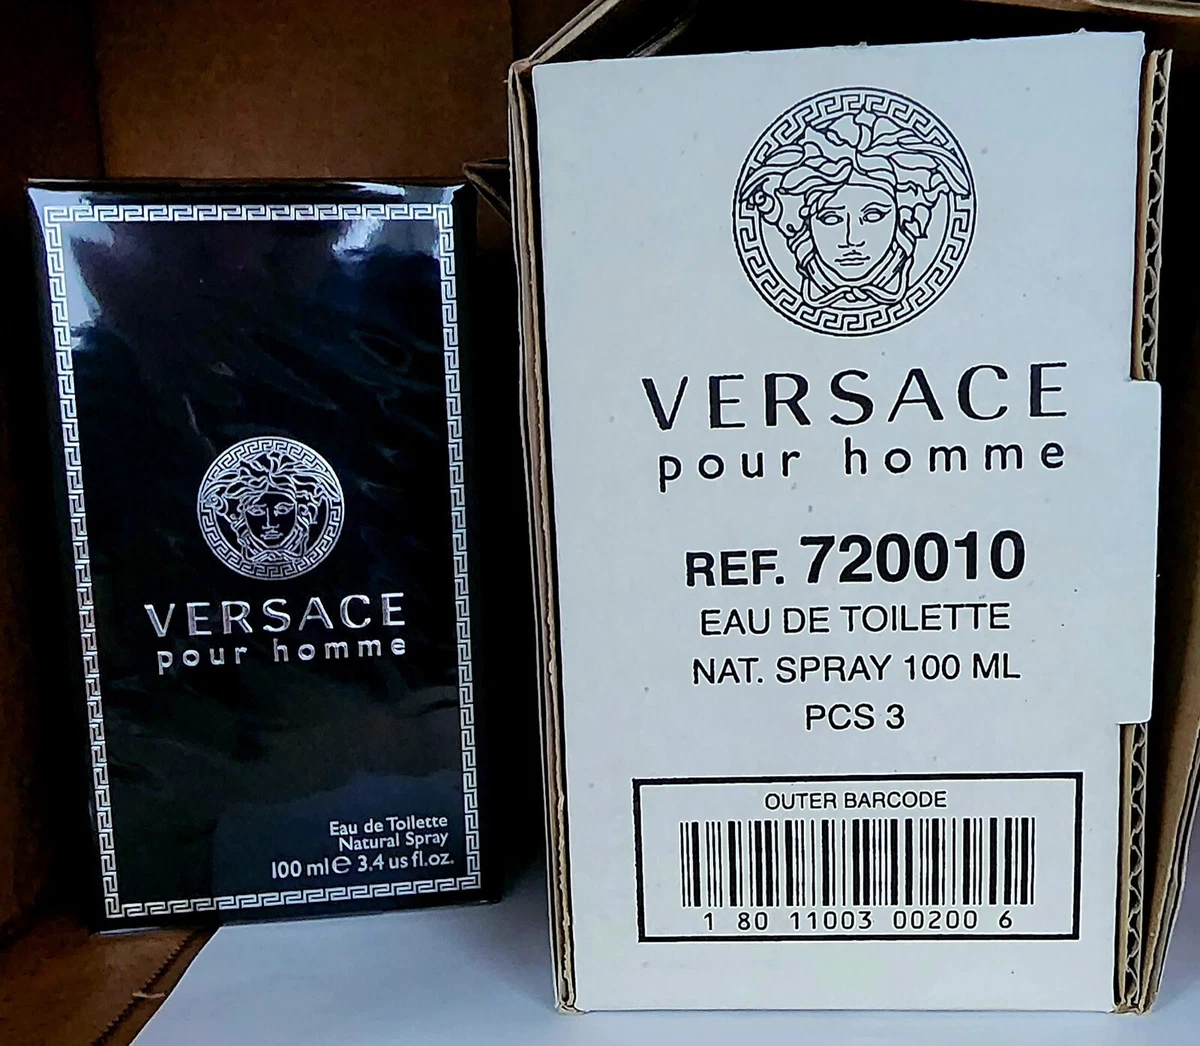 VERSACE
pour homme
Eau de Toilette
Natural Spray
100 ml ℮ 3.4 us fl.oz.
VERSACE
pour homme
REF. 720010
EAU DE TOILETTE
NAT. SPRAY 100 ML
PCS 3
OUTER BARCODE
1 80 11003 00200 6